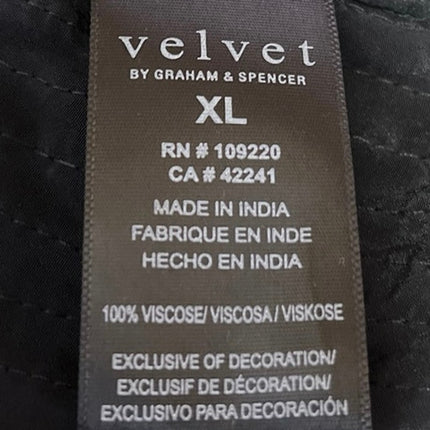 velvet
BY GRAHAM & SPENCER
XL
RN # 109220
CA # 42241
MADE IN INDIA
FABRIQUE EN INDE
HECHO EN INDIA
100% VISCOSE/ VISCOSA / VISKOSE
EXCLUSIVE OF DECORATION/
EXCLUSIF DE DÉCORATION/
EXCLUSIVO PARA DECORACIÓN